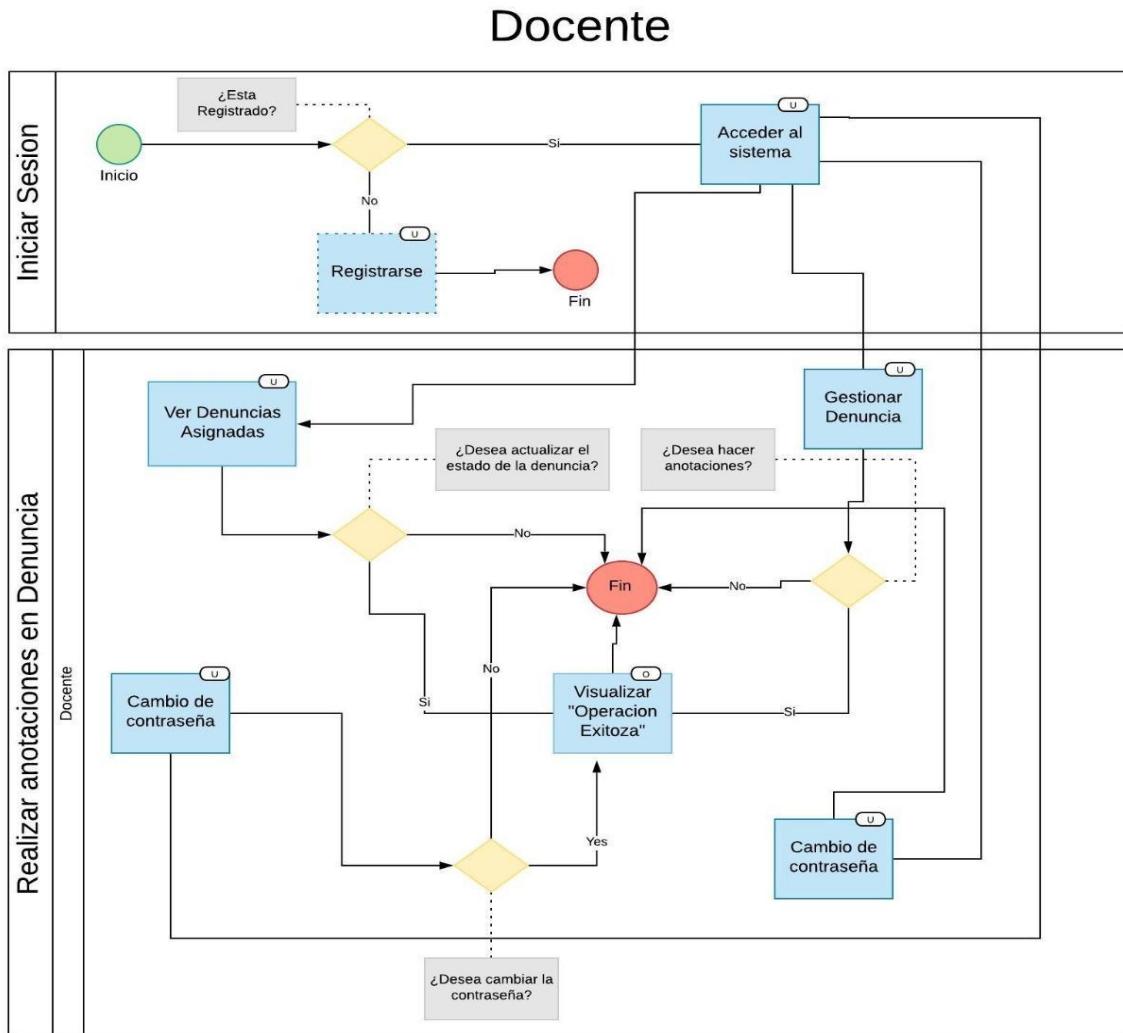 Docente
Iniciar Sesion
¿Esta
Registrado?
U
Acceder al
sistema
Inicio
Si
No
U
Registrarse
Fin
Realizar anotaciones en Denuncia
Docente
U
Ver Denuncias
Asignadas
U
Gestionar
Denuncia
¿Desea actualizar el
estado de la denuncia?
¿Desea hacer
anotaciones?
No
Fin
No
No
U
Cambio de
contraseña
Si
O
Visualizar
"Operacion
Exitoza"
Si
Yes
U
Cambio de
contraseña
¿Desea cambiar la
contraseña?